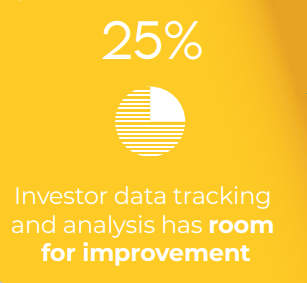 25%
Investor data tracking
and analysis has room
for improvement